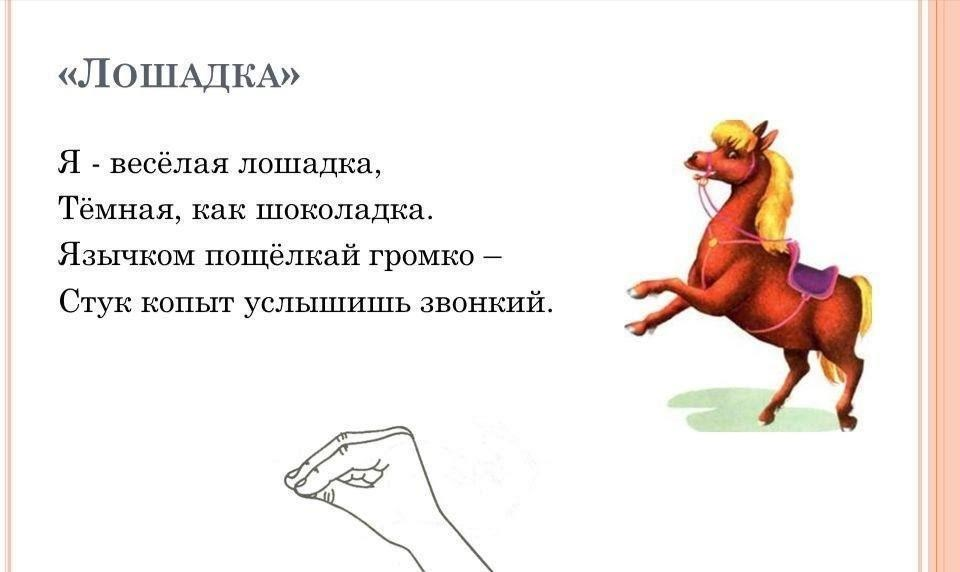 «Лошадка»
Я - весёлая лошадка,
Тёмная, как шоколадка.
Язычком пощёлкай громко –
Стук копыт услышишь звонкий.